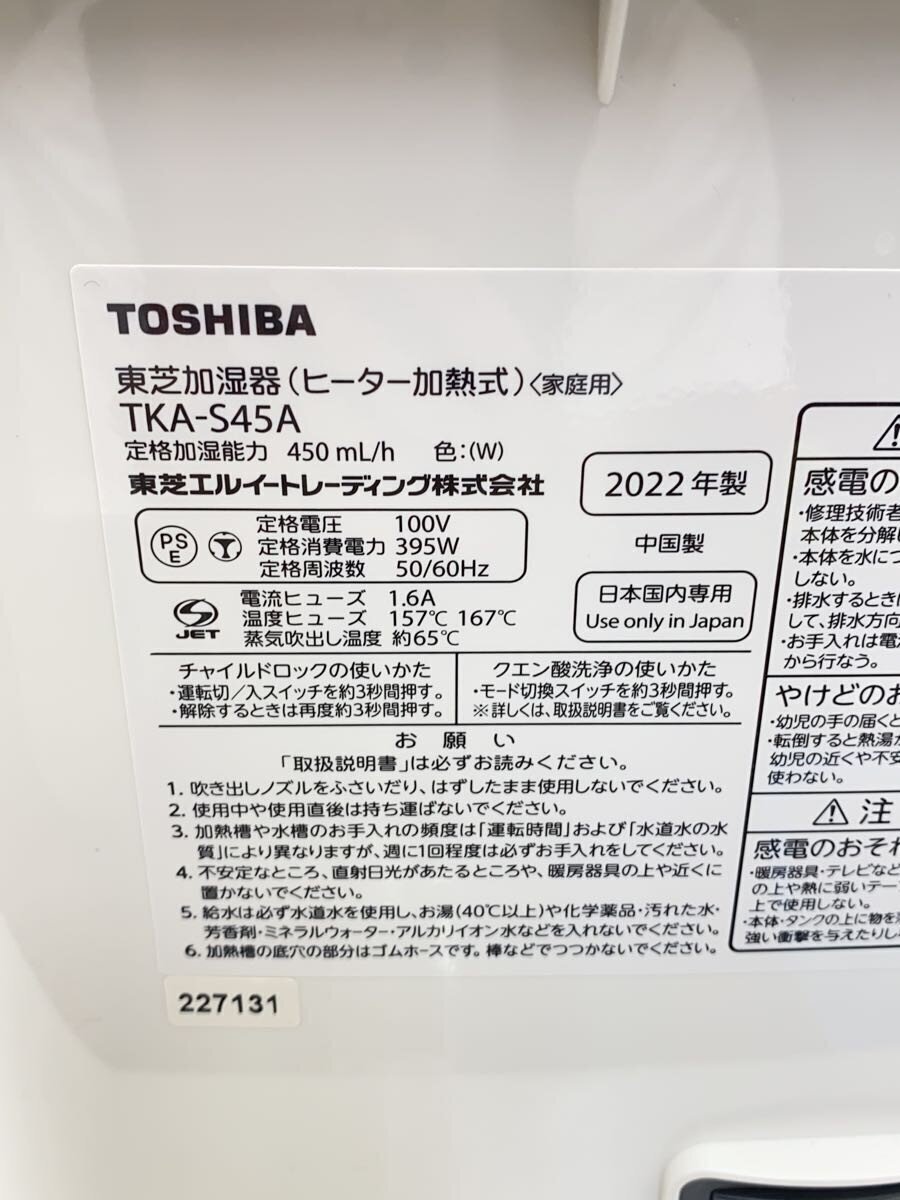 TOSHIBA
東芝加湿器(ヒーター加熱式)〈家庭用〉
TKA-S45A
定格加湿能力 450 mL/h 色:(W)
東芝エルイートレーディング株式会社
2022年製
PS
E
定格電圧 100V
定格消費電力 395W
定格周波数 50/60Hz
中国製
JET
電流ヒューズ 1.6A
温度ヒューズ 157℃ 167℃
蒸気吹出し温度 約65℃
日本国内専用
Use only in Japan
チャイルドロックの使いかた
・運転切/入スイッチを約3秒間押す。
・解除するときは再度約3秒間押す。
クエン酸洗浄の使いかた
・モード切換スイッチを約3秒間押す。
※詳しくは、取扱説明書をご覧ください。
お願い
「取扱説明書」は必ずお読みください。
1. 吹き出しノズルをふさいだり、はずしたまま使用しないでください。
2. 使用中や使用直後は持ち運ばないでください。
3. 加熱槽や水槽のお手入れの頻度は「運転時間」および「水道水の水
質」により異なりますが、週に1回程度は必ずお手入れをしてください。
4. 不安定なところ、直射日光があたるところや、暖房器具の上や近くに
置かないでください。
5. 給水は必ず水道水を使用し、お湯(40℃以上)や化学薬品・汚れた水・
芳香剤・ミネラルウォーター・アルカリイオン水などを入れないでください。
6. 加熱槽の底穴の部分はゴムホースです。棒などでつつかないでください。
感電の
・修理技術者
本体を分解し
・本体を水につ
しない。
・排水するときは
して、排水方向
・お手入れは電
から行なう。
やけどのお
・幼児の手の届くと
・転倒すると熱湯が
幼児の近くや不安
使わない。
注
感電のおそれ
・暖房器具・テレビなど
の上や熱に弱いテー
上で使用しない。
・本体・タンクの上に物を
強い衝撃を与えたりし
227131